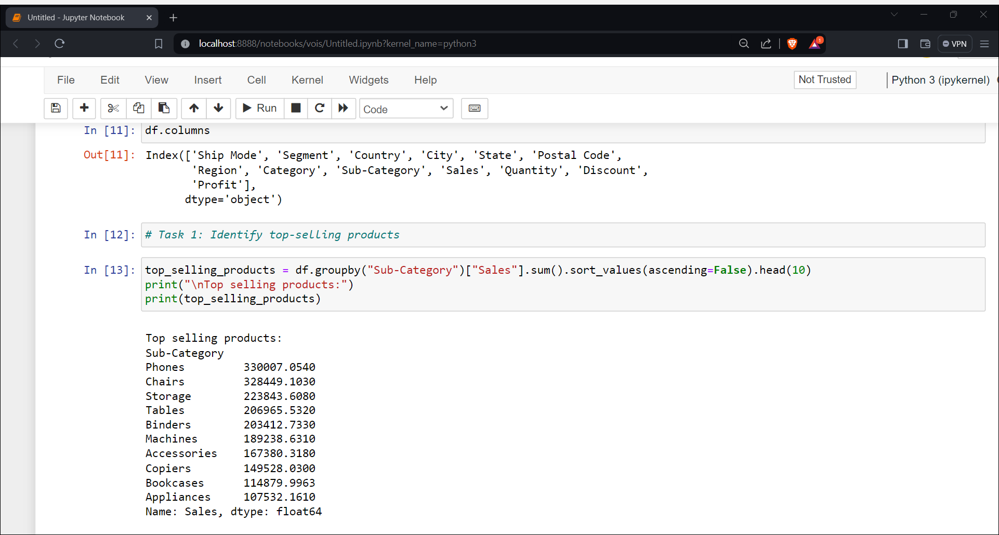 Untitled - Jupyter Notebook
localhost:8888/notebooks/vois/Untitled.ipynb?kernel_name=python3
1
VPN
File Edit View Insert Cell Kernel Widgets Help
Not Trusted
Python 3 (ipykernel)
Run
Code
In [11]: df.columns
Out[11]: Index(['Ship Mode', 'Segment', 'Country', 'City', 'State', 'Postal Code',
'Region', 'Category', 'Sub-Category', 'Sales', 'Quantity', 'Discount',
'Profit'],
dtype='object')
In [12]: # Task 1: Identify top-selling products
In [13]: top_selling_products = df.groupby("Sub-Category")["Sales"].sum().sort_values(ascending=False).head(10)
print("\nTop selling products:")
print(top_selling_products)
Top selling products:
Sub-Category
Phones 330007.0540
Chairs 328449.1030
Storage 223843.6080
Tables 206965.5320
Binders 203412.7330
Machines 189238.6310
Accessories 167380.3180
Copiers 149528.0300
Bookcases 114879.9963
Appliances 107532.1610
Name: Sales, dtype: float64